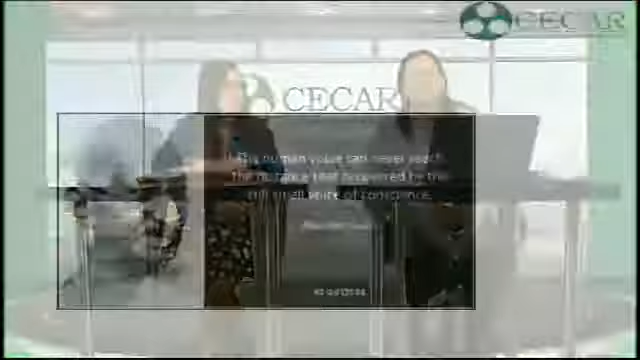 CECAR
CECAR
The human voice can never reach
the distance that is covered by the
still small voice of conscience.